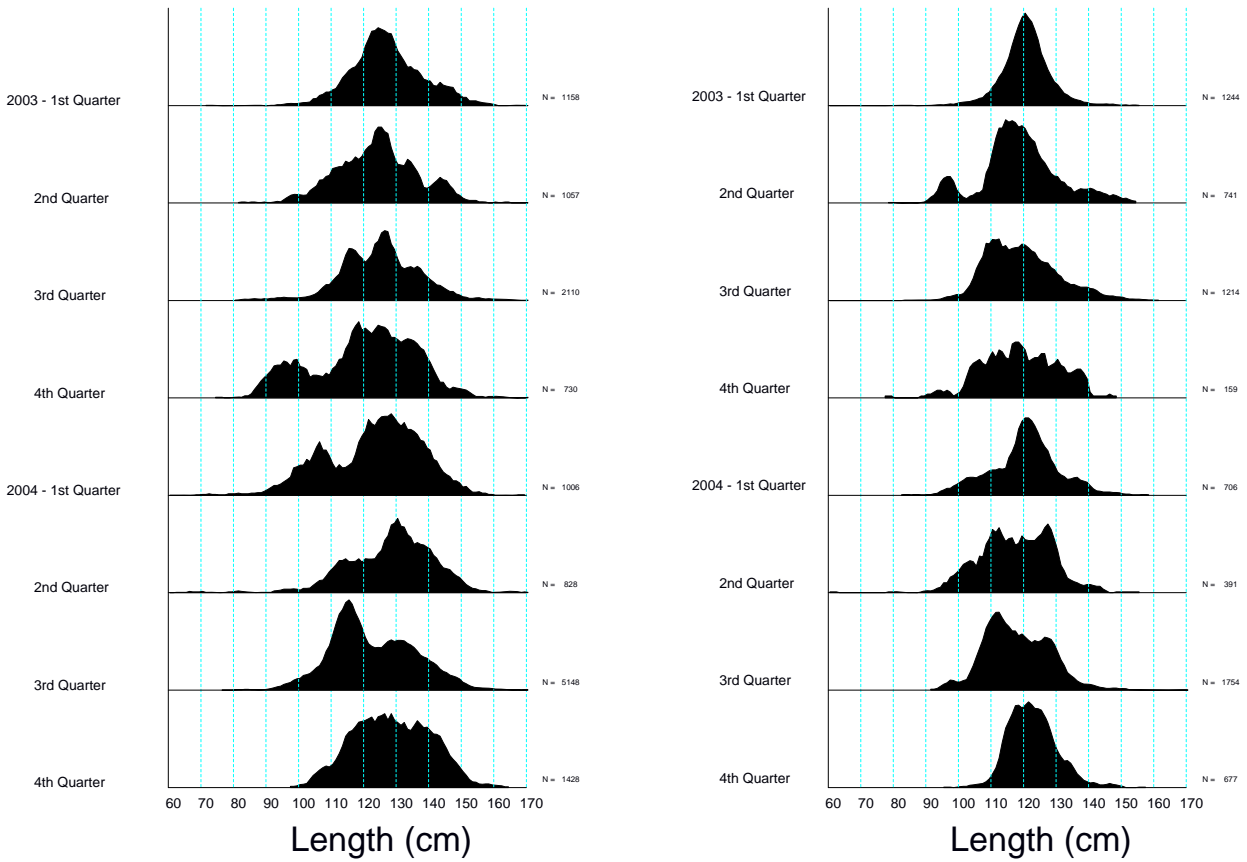 2003 - 1st Quarter
N = 1158
2nd Quarter
N = 1057
3rd Quarter
N = 2110
4th Quarter
N = 730
2004 - 1st Quarter
N = 1006
2nd Quarter
N = 828
3rd Quarter
N = 5148
4th Quarter
N = 1428
60 70 80 90 100 110 120 130 140 150 160 170
Length (cm)
2003 - 1st Quarter
N = 1244
2nd Quarter
N = 741
3rd Quarter
N = 1214
4th Quarter
N = 159
2004 - 1st Quarter
N = 706
2nd Quarter
N = 391
3rd Quarter
N = 1754
4th Quarter
N = 677
60 70 80 90 100 110 120 130 140 150 160 170
Length (cm)